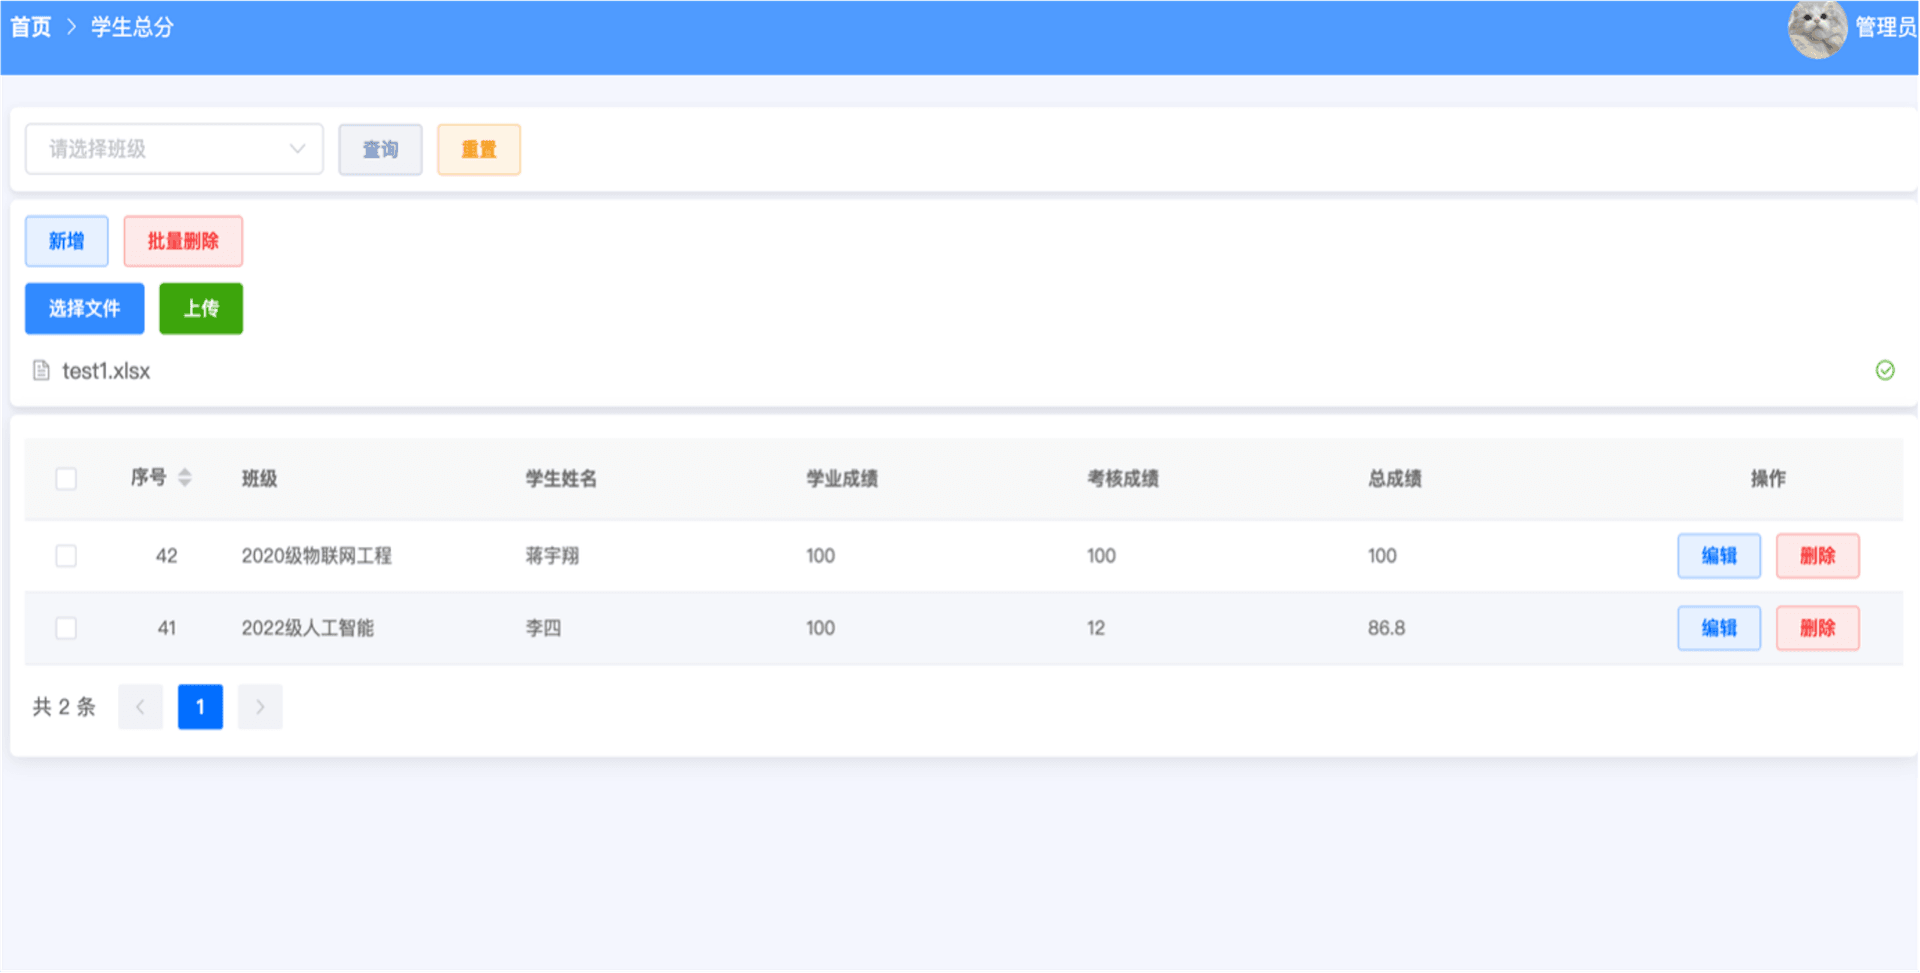 首页 > 学生总分 管理员
请选择班级 查询 重置
新增 批量删除
选择文件 上传
test1.xlsx
序号 班级 学生姓名 学业成绩 考核成绩 总成绩 操作
42 2020级物联网工程 蒋宇翔 100 100 100 编辑 删除
41 2022级人工智能 李四 100 12 86.8 编辑 删除
共 2 条 < 1 >